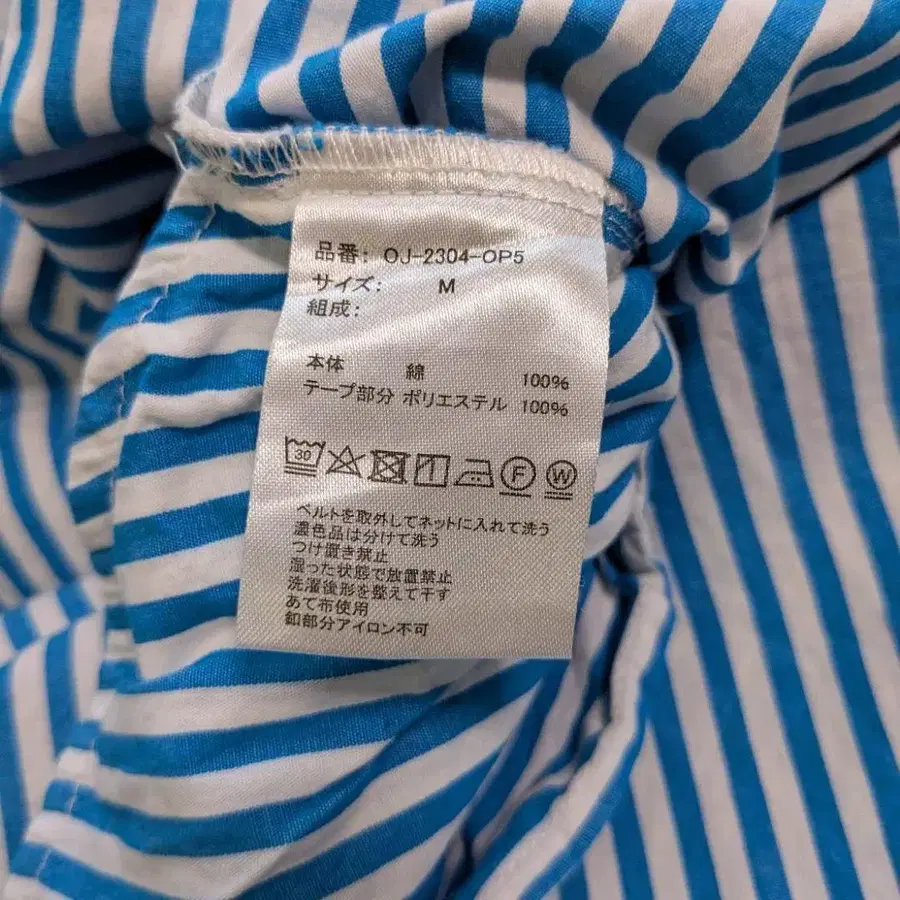 品番: OJ-2304-OP5
サイズ: M
組成:
本体 綿 100%
テープ部分 ポリエステル 100%
30 F W
ベルトを取外してネットに入れて洗う
濃色品は分けて洗う
つけ置き禁止
湿った状態で放置禁止
洗濯後形を整えて干す
あて布使用
釦部分アイロン不可